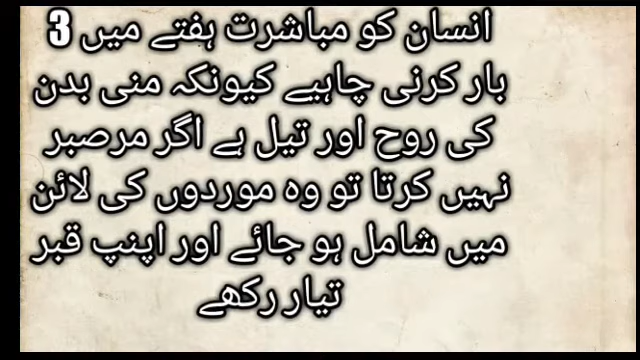 انسان کو مباشرت ہفتے میں 3
بار کرنی چاہیے کیونکہ منی بدن
کی روح اور تیل ہے اگر مرصبر
نہیں کرتا تو وہ موردوں کی لائن
میں شامل ہو جائے اور اپنپ قبر
تیار رکھے